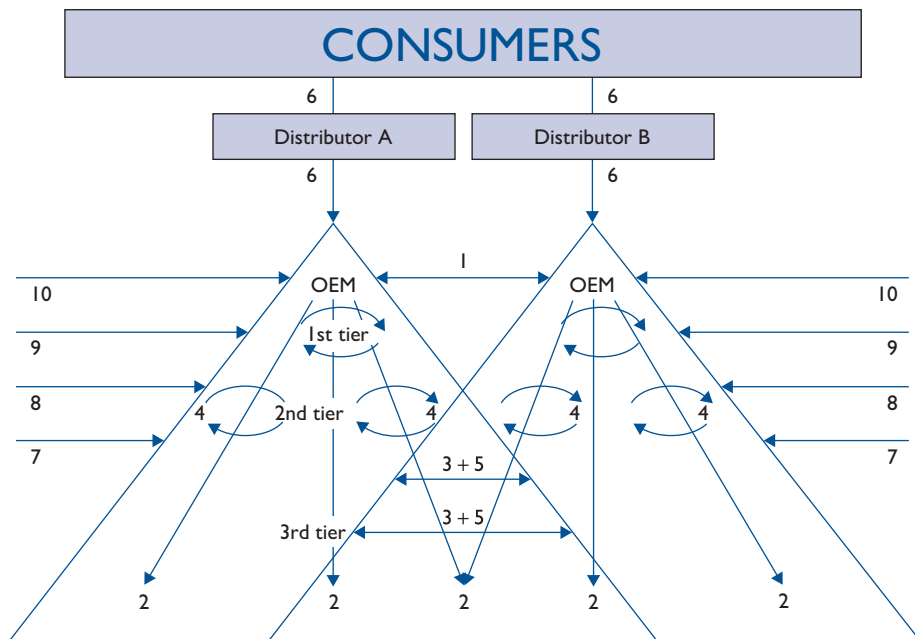 CONSUMERS
6 6
Distributor A Distributor B
6 6
1
OEM OEM
10 10
1st tier
9 9
8 8
4 2nd tier 4 4 4
7 7
3 + 5
3 + 5
3rd tier
2 2 2 2 2